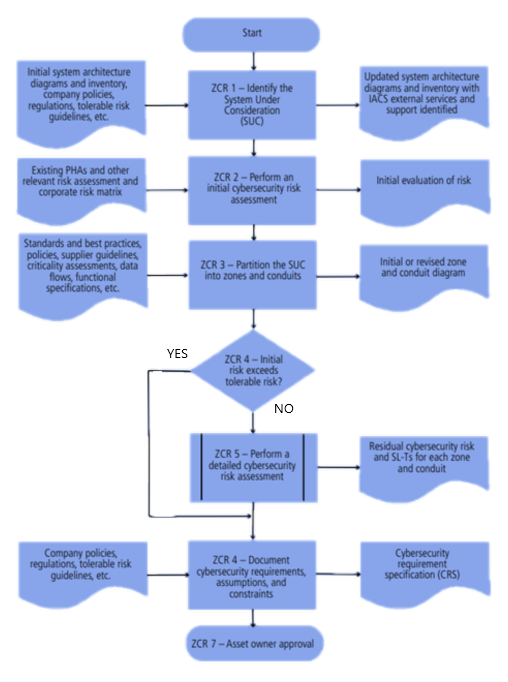 Start
Initial system architecture
diagrams and inventory,
company policies,
regulations, tolerable risk
guidelines, etc.
ZCR 1 – Identify the
System Under
Consideration
(SUC)
Updated system architecture
diagrams and inventory with
IACS external services and
support identified
Existing PHAs and other
relevant risk assessment and
corporate risk matrix
ZCR 2 – Perform an
initial cybersecurity risk
assessment
Initial evaluation of risk
Standards and best practices,
policies, supplier guidelines,
criticality assessments, data
flows, functional
specifications, etc.
ZCR 3 – Partition the SUC
into zones and conduits
Initial or revised zone
and conduit diagram
ZCR 4 – Initial
risk exceeds
tolerable risk?
YES
NO
ZCR 5 – Perform a
detailed cybersecurity
risk assessment
Residual cybersecurity risk
and SL-Ts for each zone
and conduit
Company policies,
regulations, tolerable risk
guidelines, etc.
ZCR 4 – Document
cybersecurity requirements,
assumptions, and
constraints
Cybersecurity
requirement
specification (CRS)
ZCR 7 – Asset owner approval